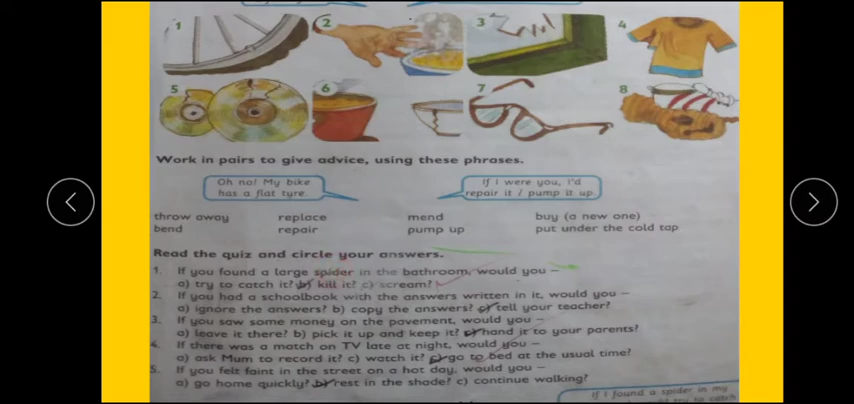 1
2
3
4
5
6
7
8
Work in pairs to give advice, using these phrases.
Oh no! My bike
has a flat tyre.
If I were you, I'd
repair it / pump it up.
throw away replace mend buy (a new one)
bend repair pump up put under the cold tap
Read the quiz and circle your answers.
1. If you found a large spider in the bathroom, would you –
a) try to catch it? b) kill it? c) scream?
2. If you had a schoolbook with the answers written in it, would you –
a) ignore the answers? b) copy the answers? c) tell your teacher?
3. If you saw some money on the pavement, would you –
a) leave it there? b) pick it up and keep it? c) hand it to your parents?
4. If there was a match on TV late at night, would you –
a) ask Mum to record it? c) watch it? c) go to bed at the usual time?
5. If you felt faint in the street on a hot day, would you –
a) go home quickly? b) rest in the shade? c) continue walking?
If I found a spider in my
try to catch